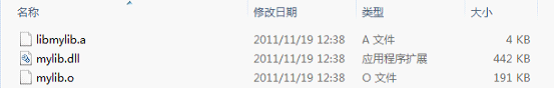 名称 修改日期 类型 大小
libmylib.a 2011/11/19 12:38 A 文件 4 KB
mylib.dll 2011/11/19 12:38 应用程序扩展 442 KB
mylib.o 2011/11/19 12:38 O 文件 191 KB